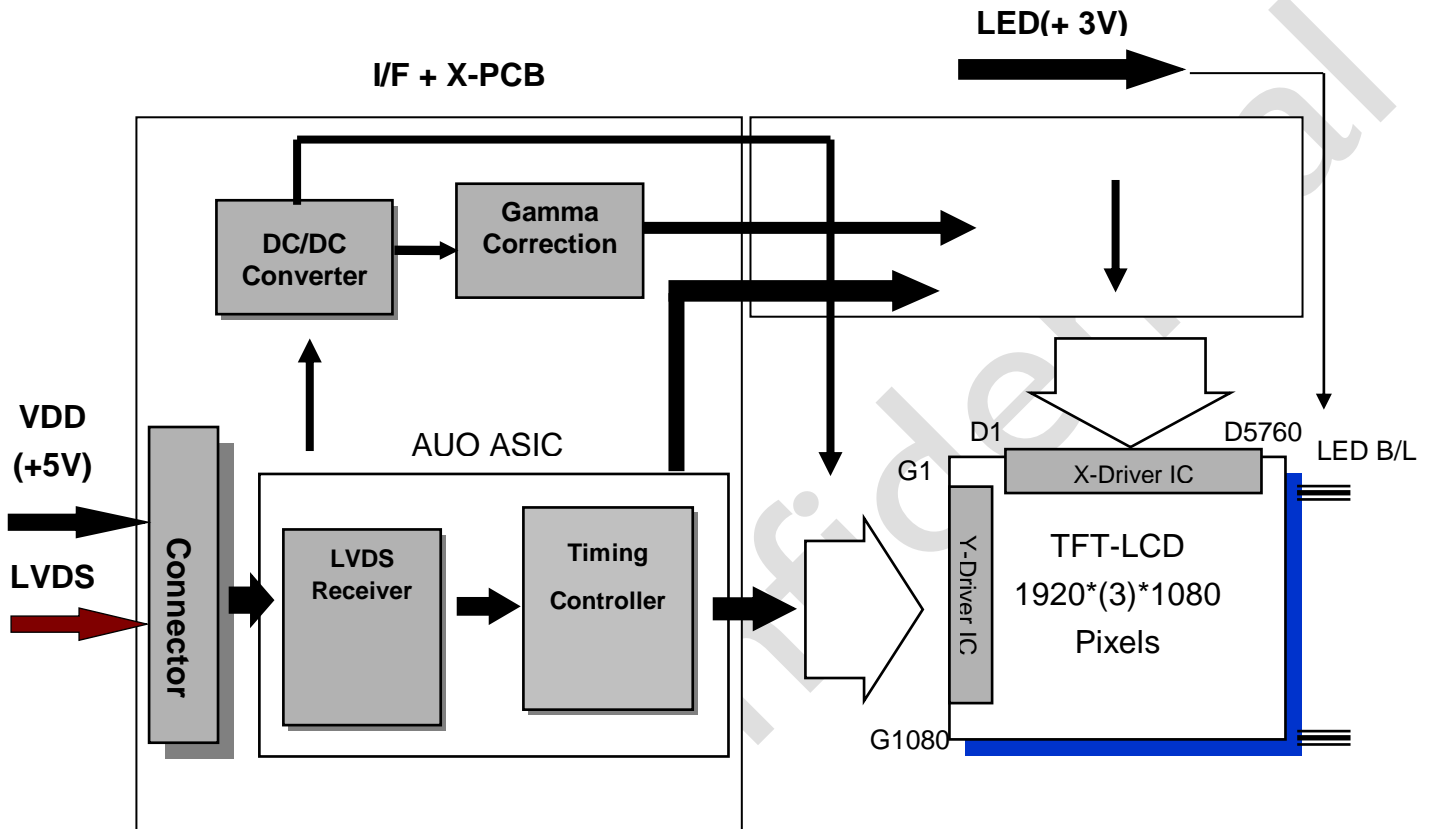 LED(+ 3V)
I/F + X-PCB
Gamma
Correction
DC/DC
Converter
VDD
(+5V)
AUO ASIC
D1
D5760
LED B/L
G1
X-Driver IC
LVDS
Connector
LVDS
Receiver
Timing
Controller
Y-Driver IC
TFT-LCD
1920*(3)*1080
Pixels
G1080